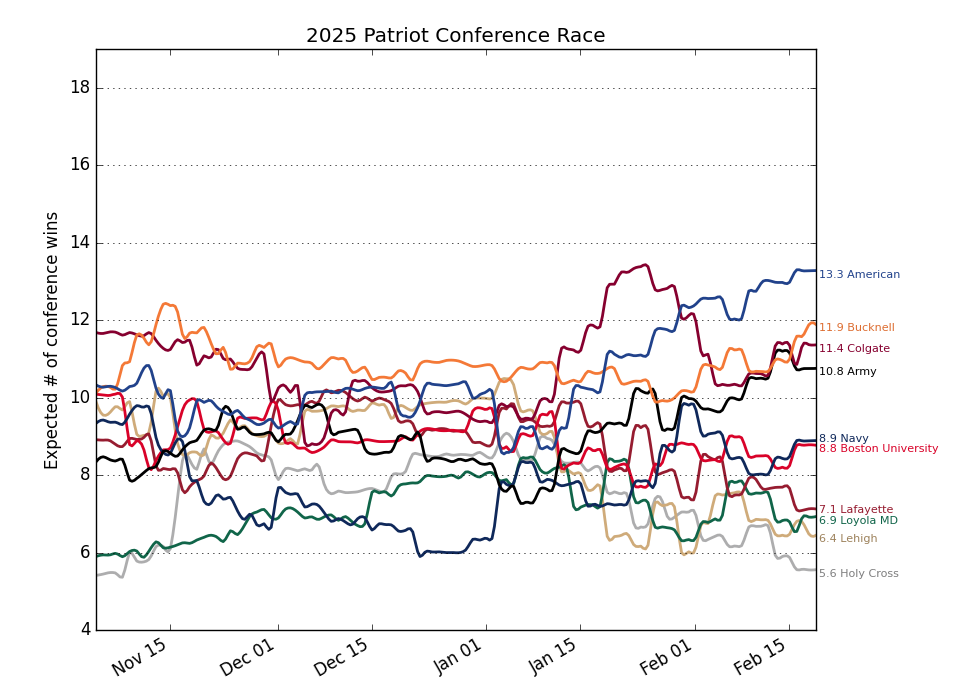 2025 Patriot Conference Race
Expected # of conference wins
18
16
14
12
10
8
6
4
Nov 15
Dec 01
Dec 15
Jan 01
Jan 15
Feb 01
Feb 15
13.3 American
11.9 Bucknell
11.4 Colgate
10.8 Army
8.9 Navy
8.8 Boston University
7.1 Lafayette
6.9 Loyola MD
6.4 Lehigh
5.6 Holy Cross